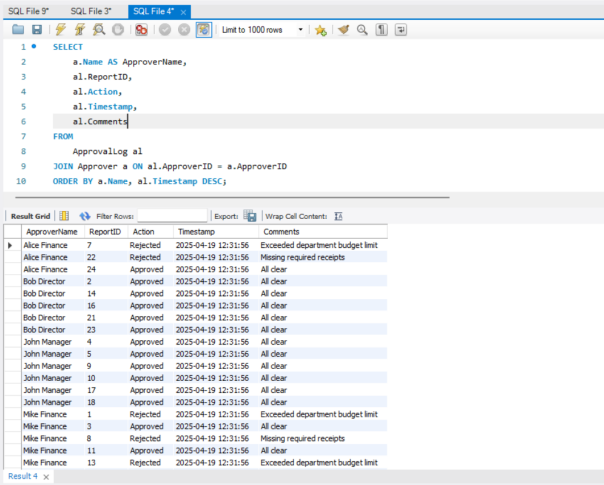 SQL File 9* SQL File 3* SQL File 4* ×
Limit to 1000 rows
1 SELECT
2 a.Name AS ApproverName,
3 al.ReportID,
4 al.Action,
5 al.Timestamp,
6 al.Comments
7 FROM
8 ApprovalLog al
9 JOIN Approver a ON al.ApproverID = a.ApproverID
10 ORDER BY a.Name, al.Timestamp DESC;
Result Grid Filter Rows: Export: Wrap Cell Content:
ApproverName ReportID Action Timestamp Comments
Alice Finance 7 Rejected 2025-04-19 12:31:56 Exceeded department budget limit
Alice Finance 22 Rejected 2025-04-19 12:31:56 Missing required receipts
Alice Finance 24 Approved 2025-04-19 12:31:56 All clear
Bob Director 2 Approved 2025-04-19 12:31:56 All clear
Bob Director 14 Approved 2025-04-19 12:31:56 All clear
Bob Director 16 Approved 2025-04-19 12:31:56 All clear
Bob Director 21 Approved 2025-04-19 12:31:56 All clear
Bob Director 23 Approved 2025-04-19 12:31:56 All clear
John Manager 4 Approved 2025-04-19 12:31:56 All clear
John Manager 5 Approved 2025-04-19 12:31:56 All clear
John Manager 9 Approved 2025-04-19 12:31:56 All clear
John Manager 10 Approved 2025-04-19 12:31:56 All clear
John Manager 17 Approved 2025-04-19 12:31:56 All clear
John Manager 18 Approved 2025-04-19 12:31:56 All clear
Mike Finance 1 Rejected 2025-04-19 12:31:56 Exceeded department budget limit
Mike Finance 3 Approved 2025-04-19 12:31:56 All clear
Mike Finance 8 Rejected 2025-04-19 12:31:56 Missing required receipts
Mike Finance 11 Approved 2025-04-19 12:31:56 All clear
Mike Finance 13 Rejected 2025-04-19 12:31:56 Exceeded department budget limit
Result 4 ×